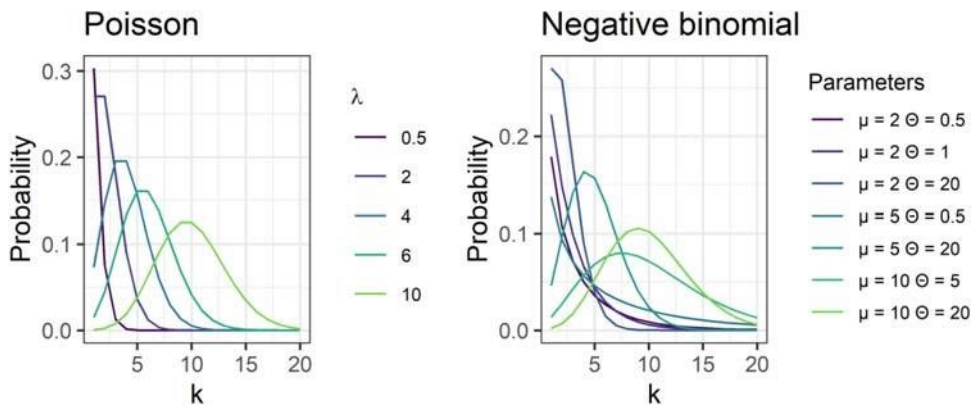 Poisson
Probability
0.3
0.2
0.1
0.0
5 10 15 20
k
λ
0.5
2
4
6
10
Negative binomial
Probability
0.2
0.1
0.0
5 10 15 20
k
Parameters
μ = 2 Θ = 0.5
μ = 2 Θ = 1
μ = 2 Θ = 20
μ = 5 Θ = 0.5
μ = 5 Θ = 20
μ = 10 Θ = 5
μ = 10 Θ = 20